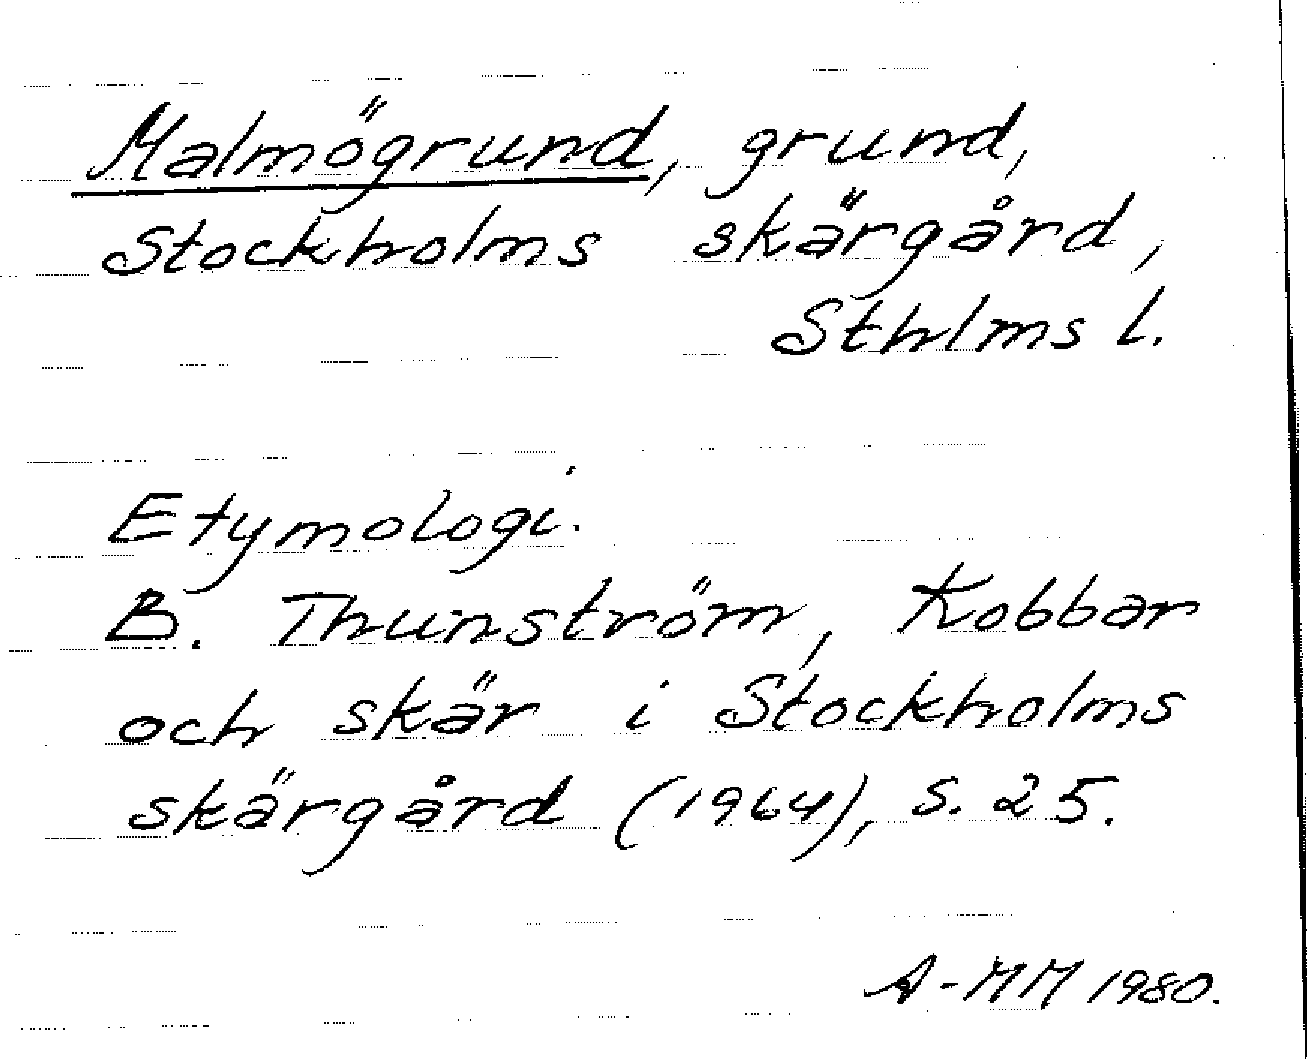 Malmögrund, grund,
Stockholms skärgård,
Sthlms l.
Etymologi.
B. Thunström, Kobbar
och skär i Stockholms
skärgård (1964), s. 25.
A-MM 1980.